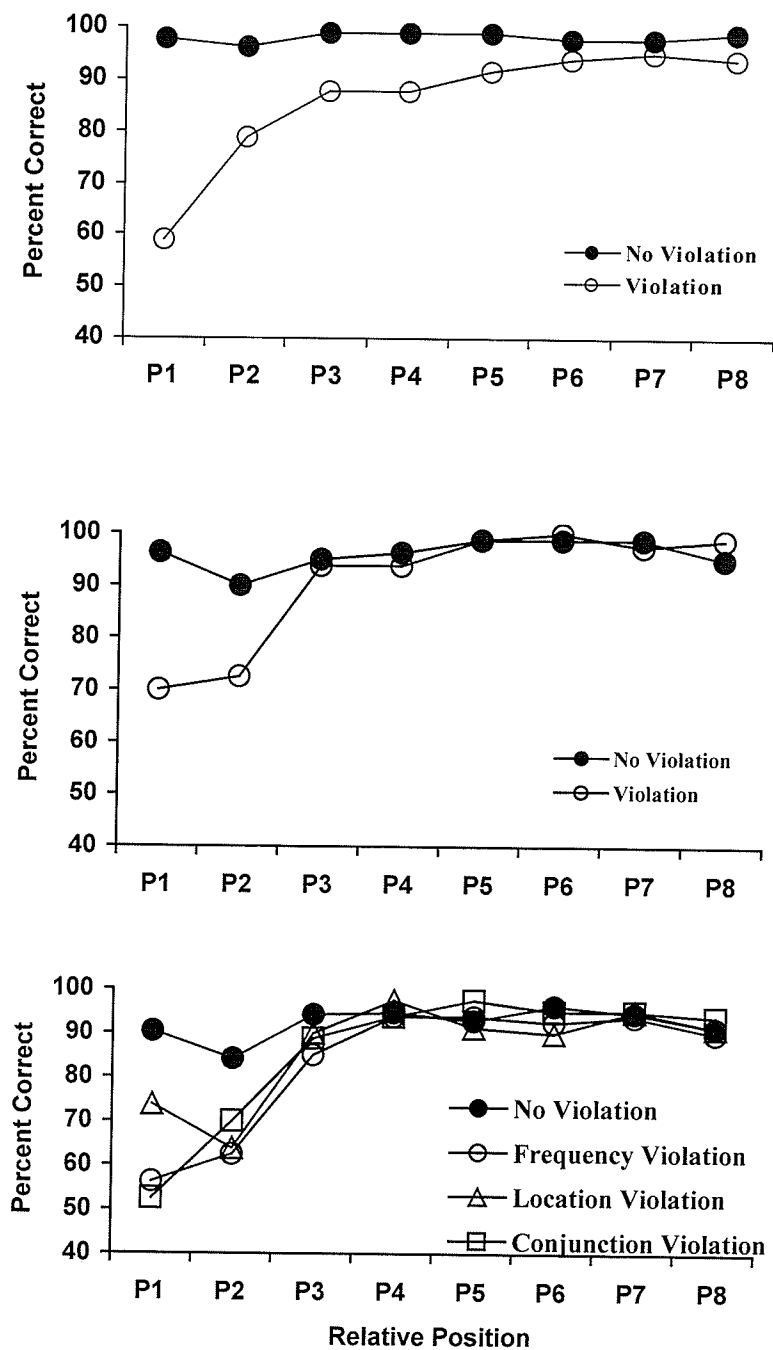 100
90
80
70
60
50
40
Percent Correct
No Violation
Violation
P1 P2 P3 P4 P5 P6 P7 P8
100
90
80
70
60
50
40
Percent Correct
No Violation
Violation
P1 P2 P3 P4 P5 P6 P7 P8
100
90
80
70
60
50
40
Percent Correct
No Violation
Frequency Violation
Location Violation
Conjunction Violation
P1 P2 P3 P4 P5 P6 P7 P8
Relative Position